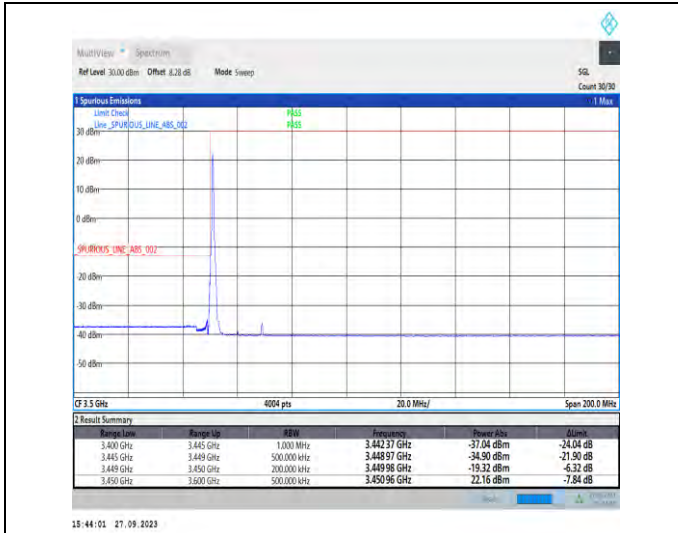 MultiView Spectrum
Ref Level 30.00 dBm Offset 8.28 dB Mode Sweep SGL
Count 30/30
1 Spurious Emissions 1 Max
Limit Check PASS
Line _SPURIOUS_LINE_ABS_002 PASS
30 dBm
20 dBm
10 dBm
0 dBm
_SPURIOUS_LINE_ABS_002
-20 dBm
-30 dBm
-40 dBm
-50 dBm
CF 3.5 GHz 4004 pts 20.0 MHz/ Span 200.0 MHz
2 Result Summary
Range Low Range Up RBW Frequency Power Abs ΔLimit
3.400 GHz 3.445 GHz 1.000 MHz 3.442 37 GHz -37.04 dBm -24.04 dB
3.445 GHz 3.449 GHz 500.000 kHz 3.448 97 GHz -34.90 dBm -21.90 dB
3.449 GHz 3.450 GHz 200.000 kHz 3.449 98 GHz -19.32 dBm -6.32 dB
3.450 GHz 3.600 GHz 500.000 kHz 3.450 96 GHz 22.16 dBm -7.84 dB
15:44:01 27.09.2023